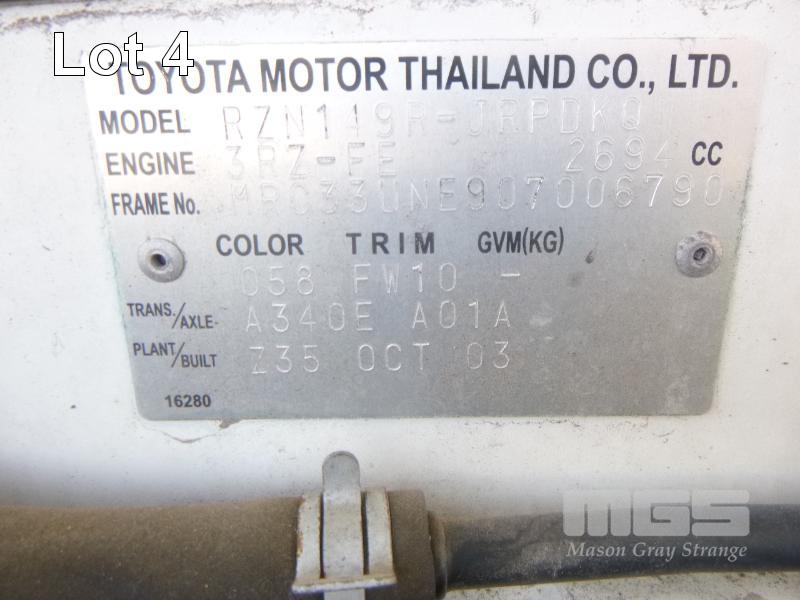 Lot 4
TOYOTA MOTOR THAILAND CO., LTD.
MODEL RZN149R-JRPDKQ
ENGINE 3RZ-FE 2694 CC
FRAME No. MR033UNE907006790
COLOR TRIM GVM(KG)
058 FW10 -
TRANS./AXLE- A340E A01A
PLANT/BUILT Z35 OCT 03
16280
MGS
Mason Gray Strange